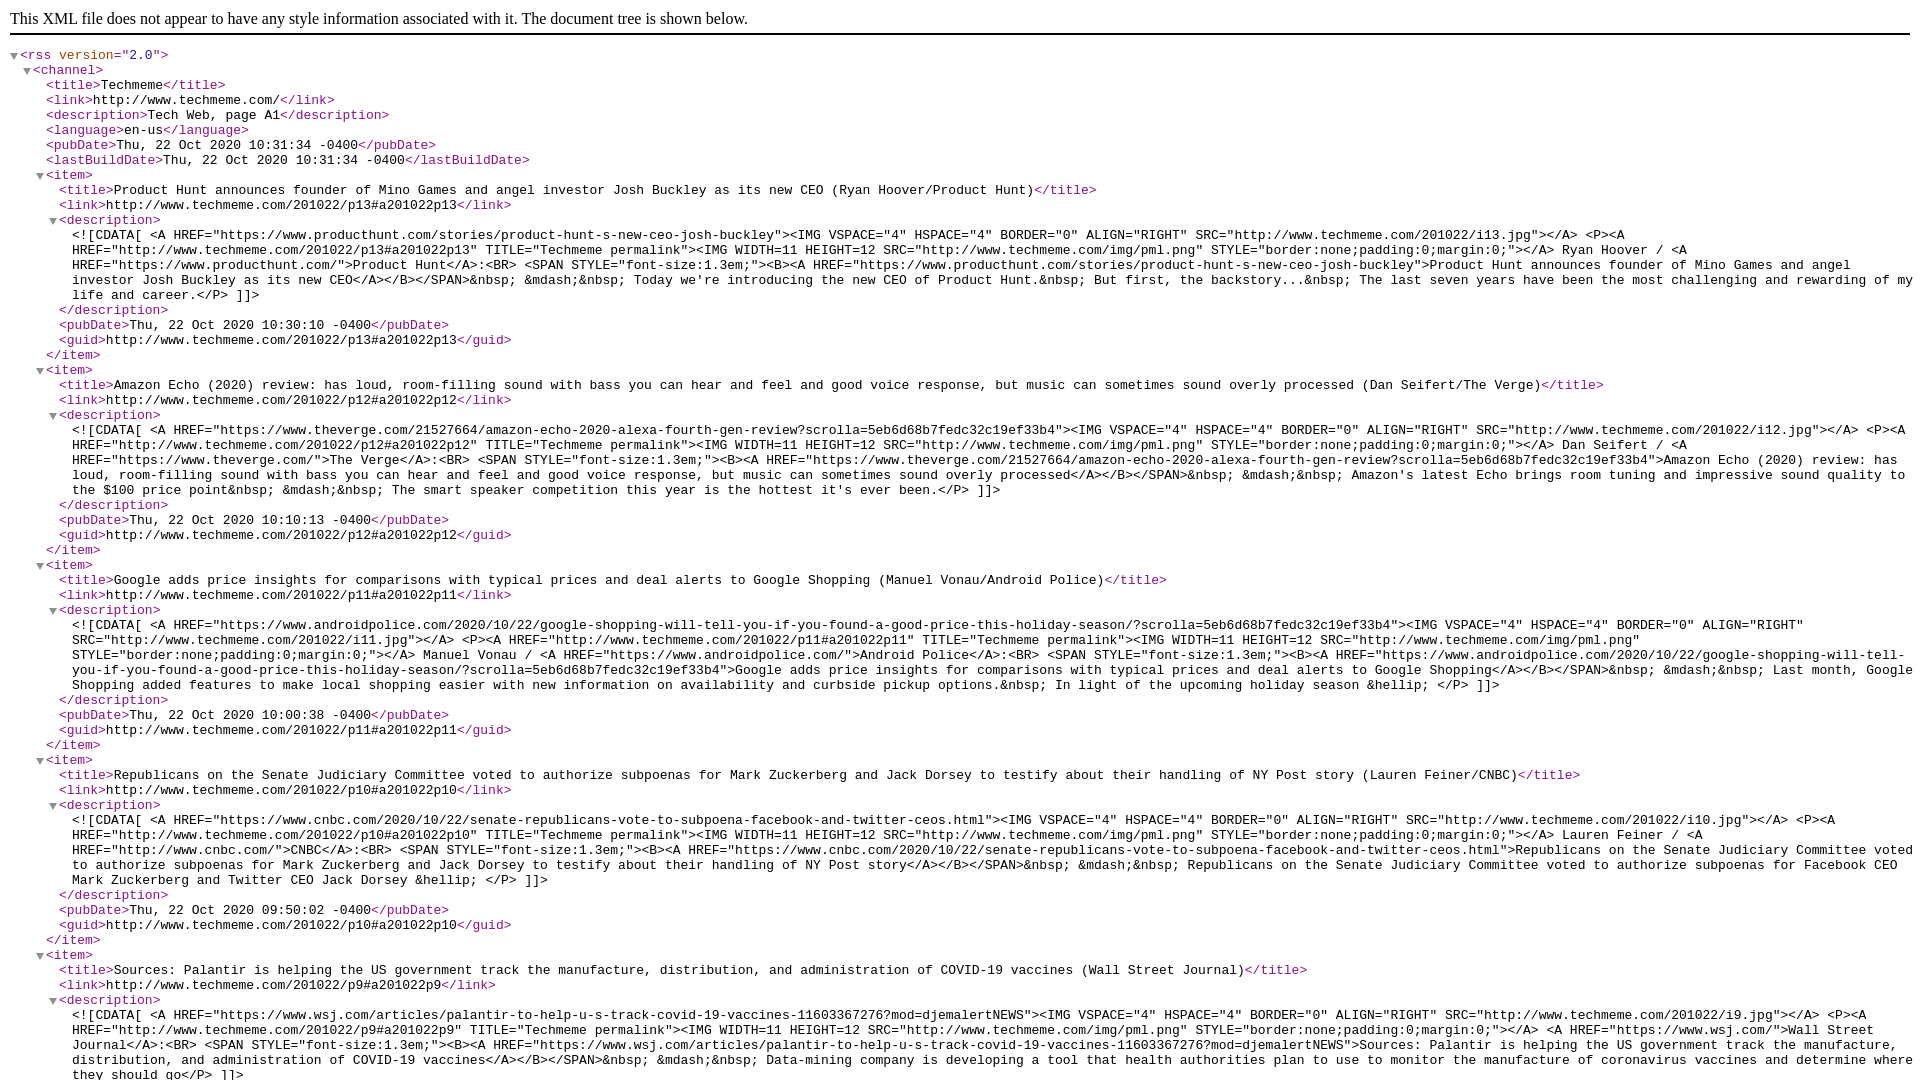 This XML file does not appear to have any style information associated with it. The document tree is shown below.
<rss version="2.0">
<channel>
<title>Techmeme</title>
<link>http://www.techmeme.com/</link>
<description>Tech Web, page A1</description>
<language>en-us</language>
<pubDate>Thu, 22 Oct 2020 10:31:34 -0400</pubDate>
<lastBuildDate>Thu, 22 Oct 2020 10:31:34 -0400</lastBuildDate>
<item>
<title>Product Hunt announces founder of Mino Games and angel investor Josh Buckley as its new CEO (Ryan Hoover/Product Hunt)</title>
<link>http://www.techmeme.com/201022/p13#a201022p13</link>
<description>
<![CDATA[ <A HREF="https://www.producthunt.com/stories/product-hunt-s-new-ceo-josh-buckley"><IMG VSPACE="4" HSPACE="4" BORDER="0" ALIGN="RIGHT" SRC="http://www.techmeme.com/201022/i13.jpg"></A> <P><A
HREF="http://www.techmeme.com/201022/p13#a201022p13" TITLE="Techmeme permalink"><IMG WIDTH=11 HEIGHT=12 SRC="http://www.techmeme.com/img/pml.png" STYLE="border:none;padding:0;margin:0;"></A> Ryan Hoover / <A
HREF="https://www.producthunt.com/">Product Hunt</A>:<BR> <SPAN STYLE="font-size:1.3em;"><B><A HREF="https://www.producthunt.com/stories/product-hunt-s-new-ceo-josh-buckley">Product Hunt announces founder of Mino Games and angel
investor Josh Buckley as its new CEO</A></B></SPAN>&nbsp; &mdash;&nbsp; Today we're introducing the new CEO of Product Hunt.&nbsp; But first, the backstory...&nbsp; The last seven years have been the most challenging and rewarding of my
life and career.</P> ]]>
</description>
<pubDate>Thu, 22 Oct 2020 10:30:10 -0400</pubDate>
<guid>http://www.techmeme.com/201022/p13#a201022p13</guid>
</item>
<item>
<title>Amazon Echo (2020) review: has loud, room-filling sound with bass you can hear and feel and good voice response, but music can sometimes sound overly processed (Dan Seifert/The Verge)</title>
<link>http://www.techmeme.com/201022/p12#a201022p12</link>
<description>
<![CDATA[ <A HREF="https://www.theverge.com/21527664/amazon-echo-2020-alexa-fourth-gen-review?scrolla=5eb6d68b7fedc32c19ef33b4"><IMG VSPACE="4" HSPACE="4" BORDER="0" ALIGN="RIGHT" SRC="http://www.techmeme.com/201022/i12.jpg"></A> <P><A
HREF="http://www.techmeme.com/201022/p12#a201022p12" TITLE="Techmeme permalink"><IMG WIDTH=11 HEIGHT=12 SRC="http://www.techmeme.com/img/pml.png" STYLE="border:none;padding:0;margin:0;"></A> Dan Seifert / <A
HREF="https://www.theverge.com/">The Verge</A>:<BR> <SPAN STYLE="font-size:1.3em;"><B><A HREF="https://www.theverge.com/21527664/amazon-echo-2020-alexa-fourth-gen-review?scrolla=5eb6d68b7fedc32c19ef33b4">Amazon Echo (2020) review: has
loud, room-filling sound with bass you can hear and feel and good voice response, but music can sometimes sound overly processed</A></B></SPAN>&nbsp; &mdash;&nbsp; Amazon's latest Echo brings room tuning and impressive sound quality to
the $100 price point&nbsp; &mdash;&nbsp; The smart speaker competition this year is the hottest it's ever been.</P> ]]>
</description>
<pubDate>Thu, 22 Oct 2020 10:10:13 -0400</pubDate>
<guid>http://www.techmeme.com/201022/p12#a201022p12</guid>
</item>
<item>
<title>Google adds price insights for comparisons with typical prices and deal alerts to Google Shopping (Manuel Vonau/Android Police)</title>
<link>http://www.techmeme.com/201022/p11#a201022p11</link>
<description>
<![CDATA[ <A HREF="https://www.androidpolice.com/2020/10/22/google-shopping-will-tell-you-if-you-found-a-good-price-this-holiday-season/?scrolla=5eb6d68b7fedc32c19ef33b4"><IMG VSPACE="4" HSPACE="4" BORDER="0" ALIGN="RIGHT"
SRC="http://www.techmeme.com/201022/i11.jpg"></A> <P><A HREF="http://www.techmeme.com/201022/p11#a201022p11" TITLE="Techmeme permalink"><IMG WIDTH=11 HEIGHT=12 SRC="http://www.techmeme.com/img/pml.png"
STYLE="border:none;padding:0;margin:0;"></A> Manuel Vonau / <A HREF="https://www.androidpolice.com/">Android Police</A>:<BR> <SPAN STYLE="font-size:1.3em;"><B><A HREF="https://www.androidpolice.com/2020/10/22/google-shopping-will-tell-
you-if-you-found-a-good-price-this-holiday-season/?scrolla=5eb6d68b7fedc32c19ef33b4">Google adds price insights for comparisons with typical prices and deal alerts to Google Shopping</A></B></SPAN>&nbsp; &mdash;&nbsp; Last month, Google
Shopping added features to make local shopping easier with new information on availability and curbside pickup options.&nbsp; In light of the upcoming holiday season &hellip; </P> ]]>
</description>
<pubDate>Thu, 22 Oct 2020 10:00:38 -0400</pubDate>
<guid>http://www.techmeme.com/201022/p11#a201022p11</guid>
</item>
<item>
<title>Republicans on the Senate Judiciary Committee voted to authorize subpoenas for Mark Zuckerberg and Jack Dorsey to testify about their handling of NY Post story (Lauren Feiner/CNBC)</title>
<link>http://www.techmeme.com/201022/p10#a201022p10</link>
<description>
<![CDATA[ <A HREF="https://www.cnbc.com/2020/10/22/senate-republicans-vote-to-subpoena-facebook-and-twitter-ceos.html"><IMG VSPACE="4" HSPACE="4" BORDER="0" ALIGN="RIGHT" SRC="http://www.techmeme.com/201022/i10.jpg"></A> <P><A
HREF="http://www.techmeme.com/201022/p10#a201022p10" TITLE="Techmeme permalink"><IMG WIDTH=11 HEIGHT=12 SRC="http://www.techmeme.com/img/pml.png" STYLE="border:none;padding:0;margin:0;"></A> Lauren Feiner / <A
HREF="http://www.cnbc.com/">CNBC</A>:<BR> <SPAN STYLE="font-size:1.3em;"><B><A HREF="https://www.cnbc.com/2020/10/22/senate-republicans-vote-to-subpoena-facebook-and-twitter-ceos.html">Republicans on the Senate Judiciary Committee voted
to authorize subpoenas for Mark Zuckerberg and Jack Dorsey to testify about their handling of NY Post story</A></B></SPAN>&nbsp; &mdash;&nbsp; Republicans on the Senate Judiciary Committee voted to authorize subpoenas for Facebook CEO
Mark Zuckerberg and Twitter CEO Jack Dorsey &hellip; </P> ]]>
</description>
<pubDate>Thu, 22 Oct 2020 09:50:02 -0400</pubDate>
<guid>http://www.techmeme.com/201022/p10#a201022p10</guid>
</item>
<item>
<title>Sources: Palantir is helping the US government track the manufacture, distribution, and administration of COVID-19 vaccines (Wall Street Journal)</title>
<link>http://www.techmeme.com/201022/p9#a201022p9</link>
<description>
<![CDATA[ <A HREF="https://www.wsj.com/articles/palantir-to-help-u-s-track-covid-19-vaccines-11603367276?mod=djemalertNEWS"><IMG VSPACE="4" HSPACE="4" BORDER="0" ALIGN="RIGHT" SRC="http://www.techmeme.com/201022/i9.jpg"></A> <P><A
HREF="http://www.techmeme.com/201022/p9#a201022p9" TITLE="Techmeme permalink"><IMG WIDTH=11 HEIGHT=12 SRC="http://www.techmeme.com/img/pml.png" STYLE="border:none;padding:0;margin:0;"></A> <A HREF="https://www.wsj.com/">Wall Street
Journal</A>:<BR> <SPAN STYLE="font-size:1.3em;"><B><A HREF="https://www.wsj.com/articles/palantir-to-help-u-s-track-covid-19-vaccines-11603367276?mod=djemalertNEWS">Sources: Palantir is helping the US government track the manufacture,
distribution, and administration of COVID-19 vaccines</A></B></SPAN>&nbsp; &mdash;&nbsp; Data-mining company is developing a tool that health authorities plan to use to monitor the manufacture of coronavirus vaccines and determine where
they should go</P> ]]>